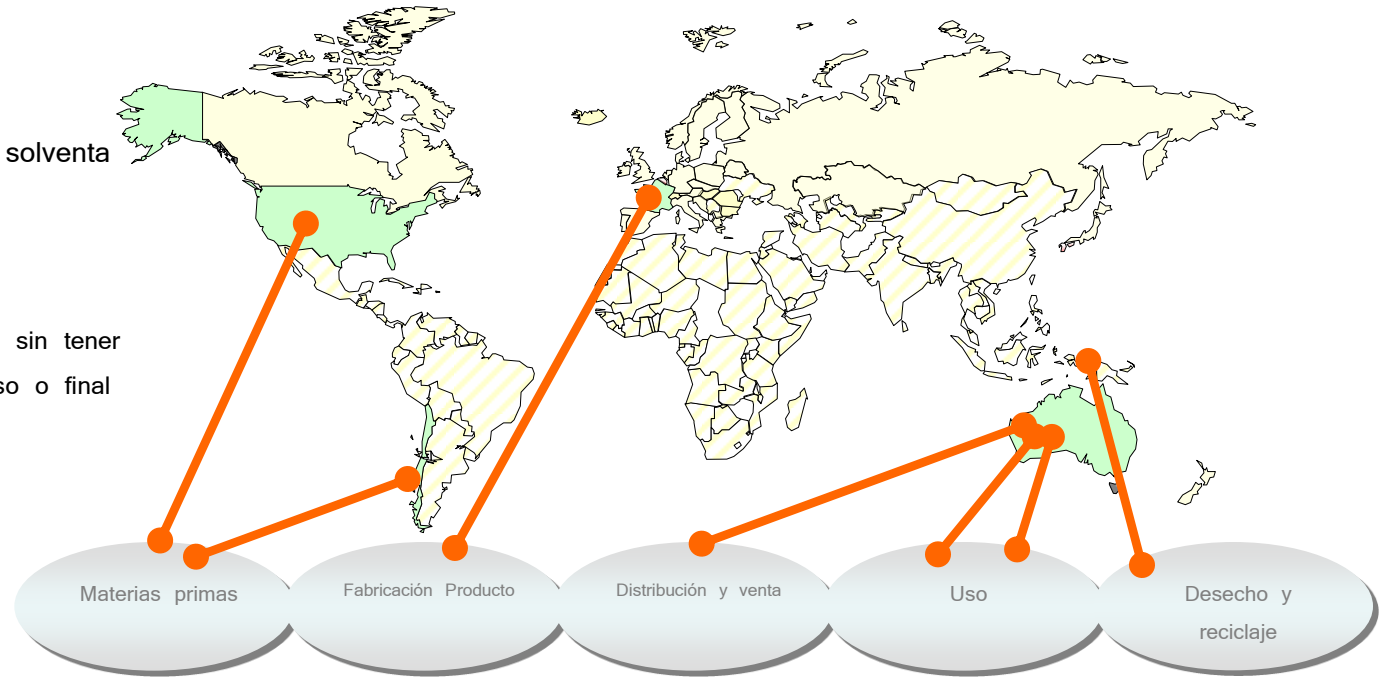 solventa
sin tener
so o final
Materias primas
Fabricación Producto
Distribución y venta
Uso
Desecho y
reciclaje